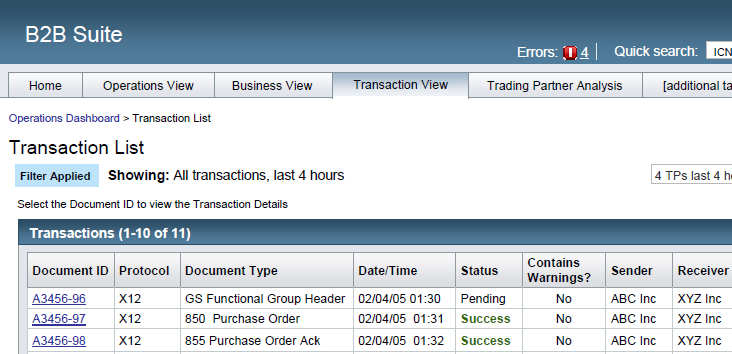 B2B Suite
Errors: 4 Quick search: ICN
Home Operations View Business View Transaction View Trading Partner Analysis [additional ta
Operations Dashboard > Transaction List
Transaction List
Filter Applied Showing: All transactions, last 4 hours 4 TPs last 4 h
Select the Document ID to view the Transaction Details
Transactions (1-10 of 11)
Document ID Protocol Document Type Date/Time Status Contains Warnings? Sender Receiver
A3456-96 X12 GS Functional Group Header 02/04/05 01:30 Pending No ABC Inc XYZ Inc
A3456-97 X12 850 Purchase Order 02/04/05 01:31 Success No ABC Inc XYZ Inc
A3456-98 X12 855 Purchase Order Ack 02/04/05 01:32 Success No ABC Inc XYZ Inc